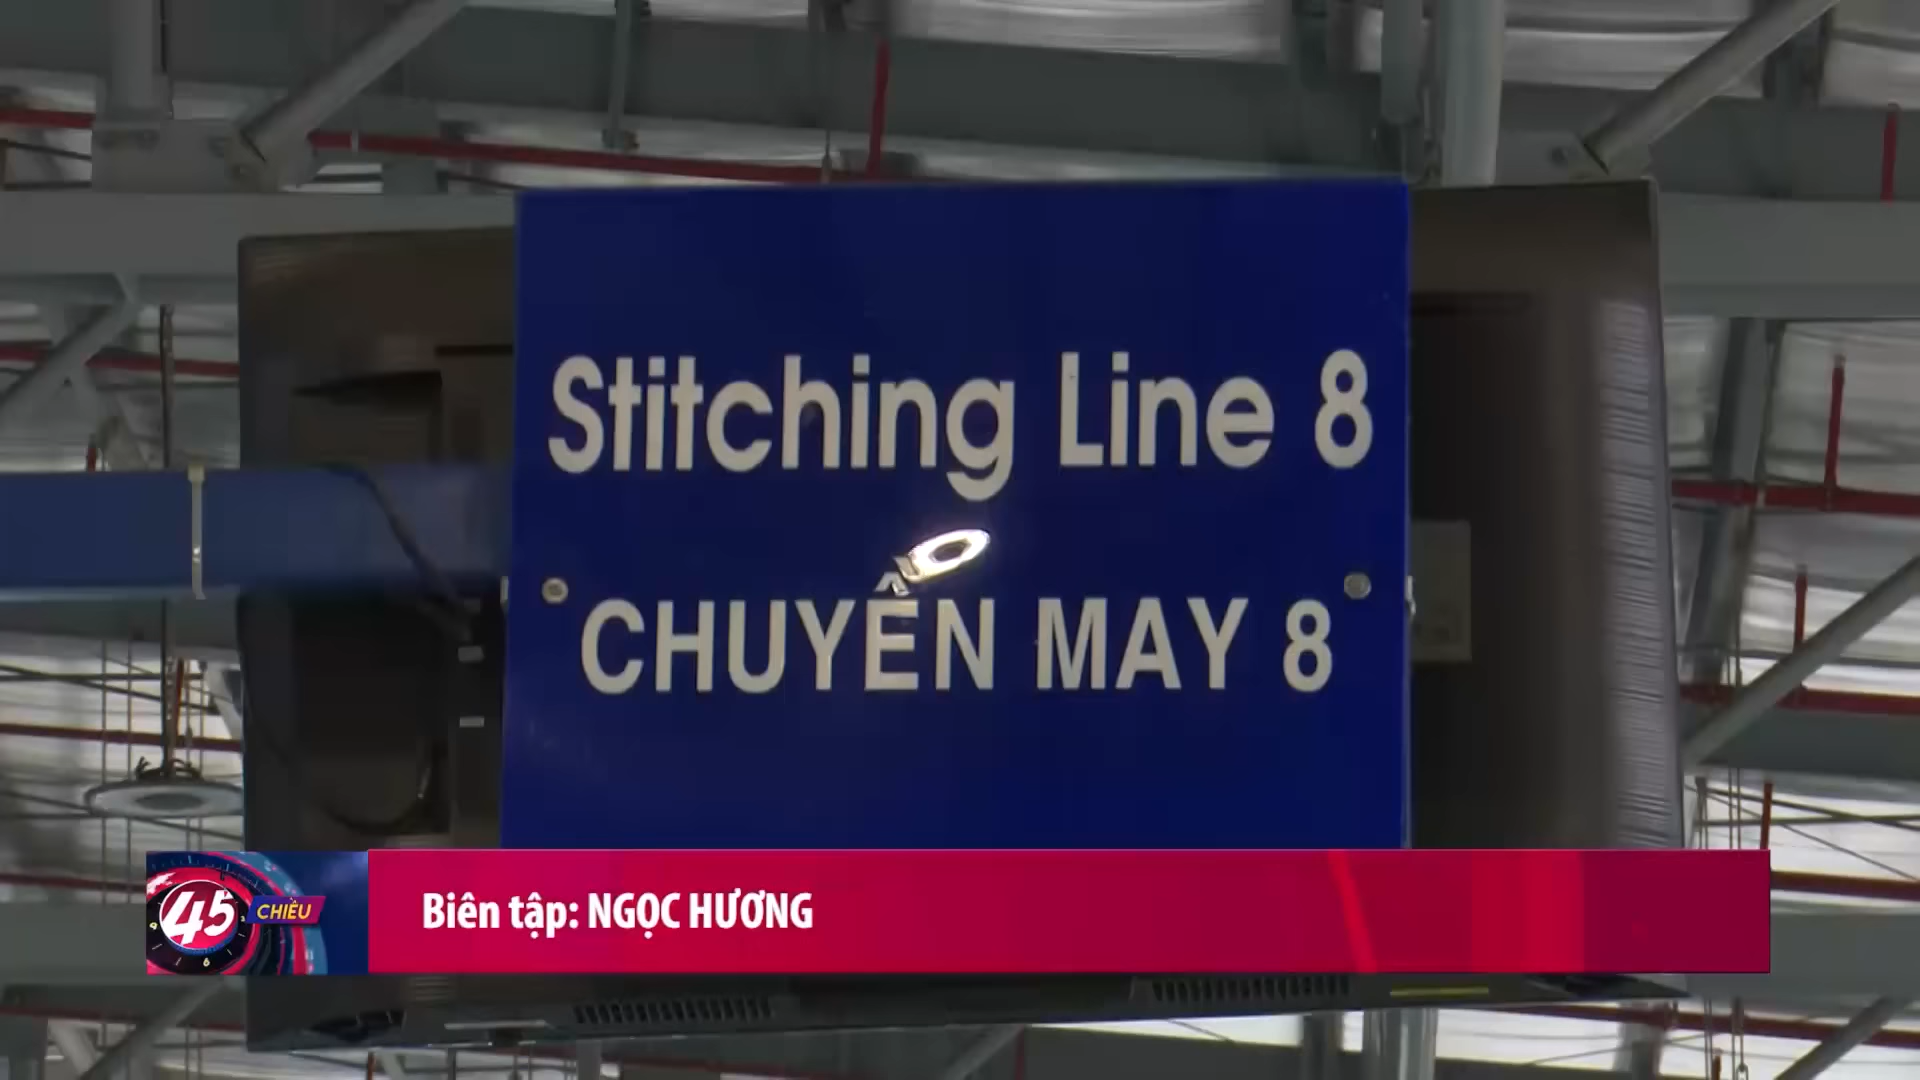 Stitching Line 8
CHUYỀN MAY 8
45 CHIỀU
Biên tập: NGỌC HƯƠNG